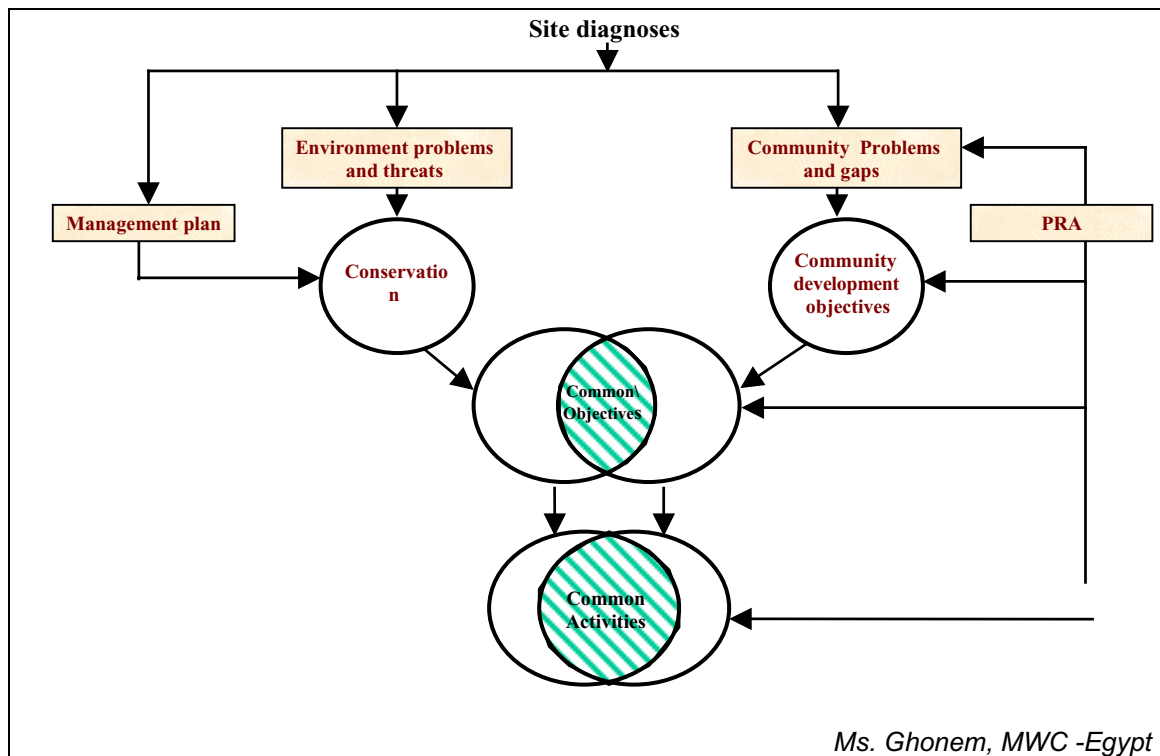 Site diagnoses
Environment problems
and threats
Community Problems
and gaps
Management plan
PRA
Conservatio
n
Community
development
objectives
Common\
Objectives
Common
Activities
Ms. Ghonem, MWC -Egypt